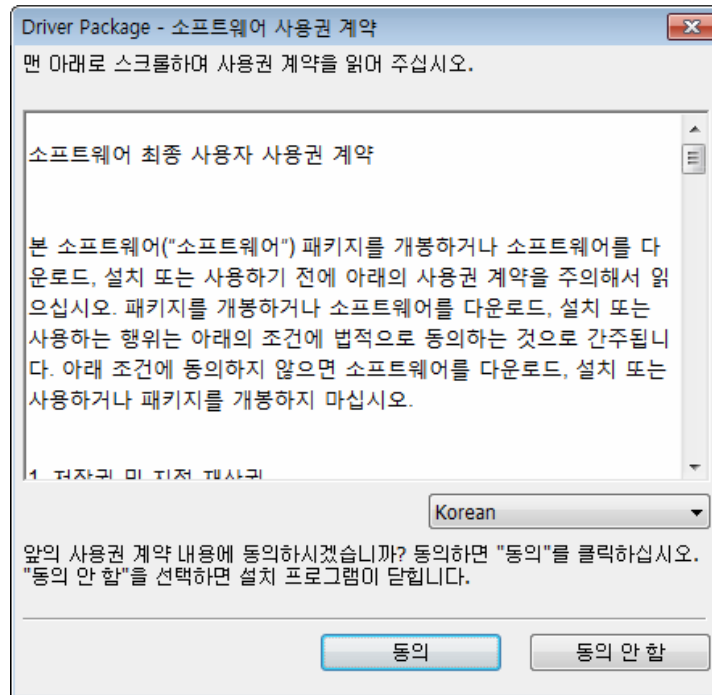 Driver Package - 소프트웨어 사용권 계약
맨 아래로 스크롤하여 사용권 계약을 읽어 주십시오.
소프트웨어 최종 사용자 사용권 계약
본 소프트웨어("소프트웨어") 패키지를 개봉하거나 소프트웨어를 다
운로드, 설치 또는 사용하기 전에 아래의 사용권 계약을 주의해서 읽
으십시오. 패키지를 개봉하거나 소프트웨어를 다운로드, 설치 또는
사용하는 행위는 아래의 조건에 법적으로 동의하는 것으로 간주됩니
다. 아래 조건에 동의하지 않으면 소프트웨어를 다운로드, 설치 또는
사용하거나 패키지를 개봉하지 마십시오.
1. 저작권 및 지적 재산권
Korean
앞의 사용권 계약 내용에 동의하시겠습니까? 동의하면 "동의"를 클릭하십시오.
"동의 안 함"을 선택하면 설치 프로그램이 닫힙니다.
동의
동의 안 함